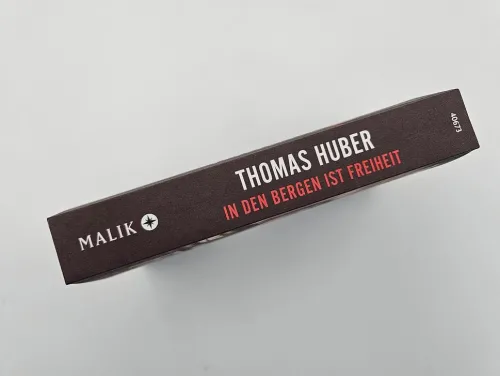 MALIK
THOMAS HUBER
IN DEN BERGEN IST FREIHEIT
40673